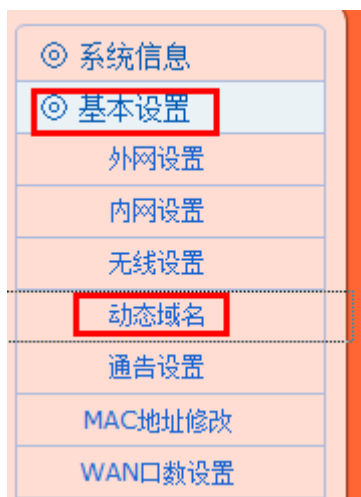 ◎ 系统信息
◎ 基本设置
外网设置
内网设置
无线设置
动态域名
通告设置
MAC地址修改
WAN口数设置